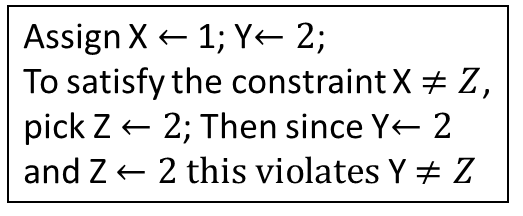 Assign X ← 1; Y← 2;
To satisfy the constraint X ≠ Z,
pick Z ← 2; Then since Y← 2
and Z ← 2 this violates Y ≠ Z